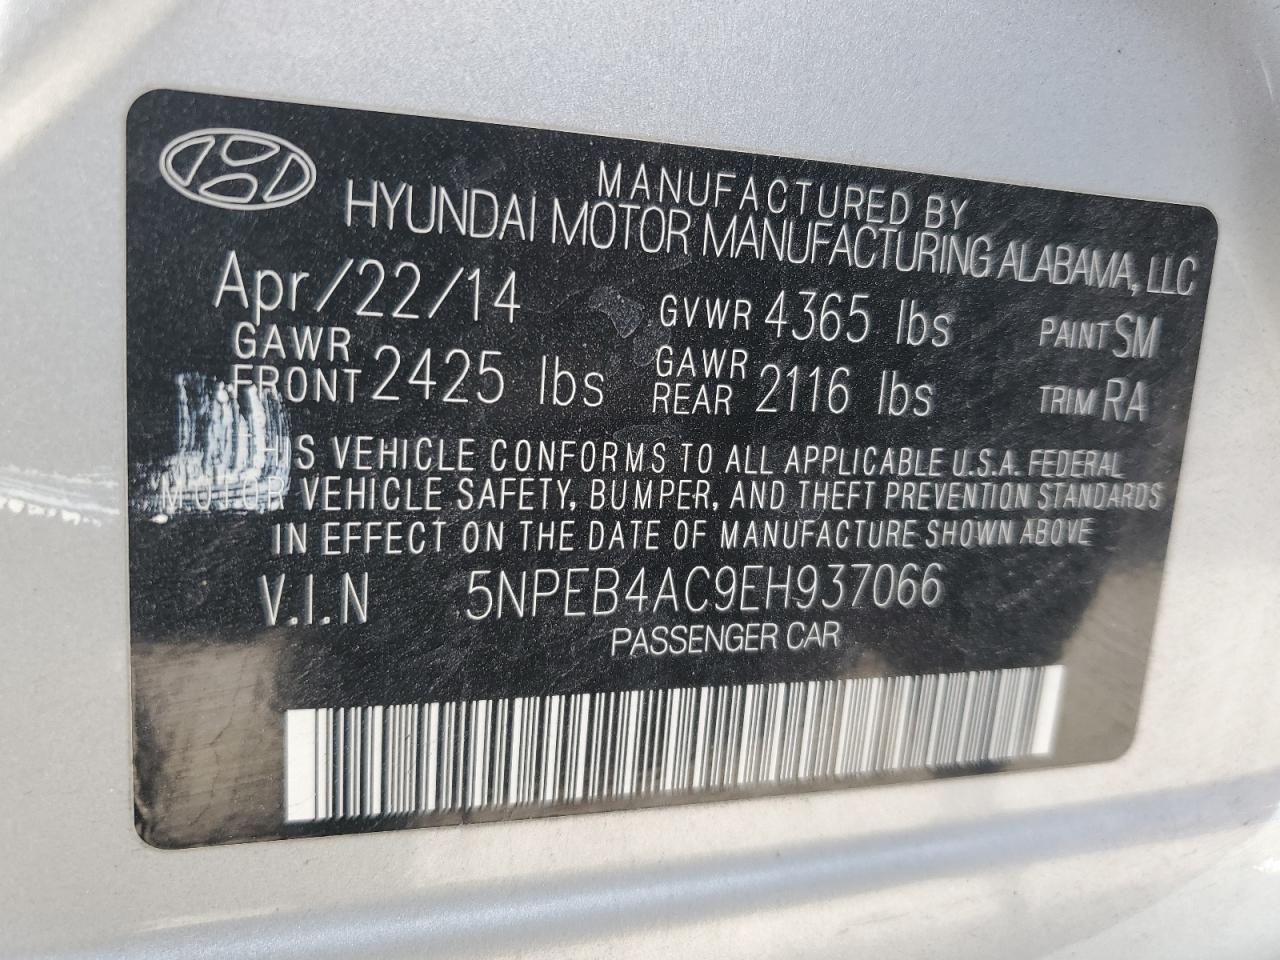 MANUFACTURED BY
HYUNDAI MOTOR MANUFACTURING ALABAMA, LLC
Apr/22/14 GVWR 4365 lbs PAINT SM
GAWR FRONT 2425 lbs GAWR REAR 2116 lbs TRIM RA
THIS VEHICLE CONFORMS TO ALL APPLICABLE U.S.A. FEDERAL
MOTOR VEHICLE SAFETY, BUMPER, AND THEFT PREVENTION STANDARDS
IN EFFECT ON THE DATE OF MANUFACTURE SHOWN ABOVE
V.I.N 5NPEB4AC9EH937066
PASSENGER CAR